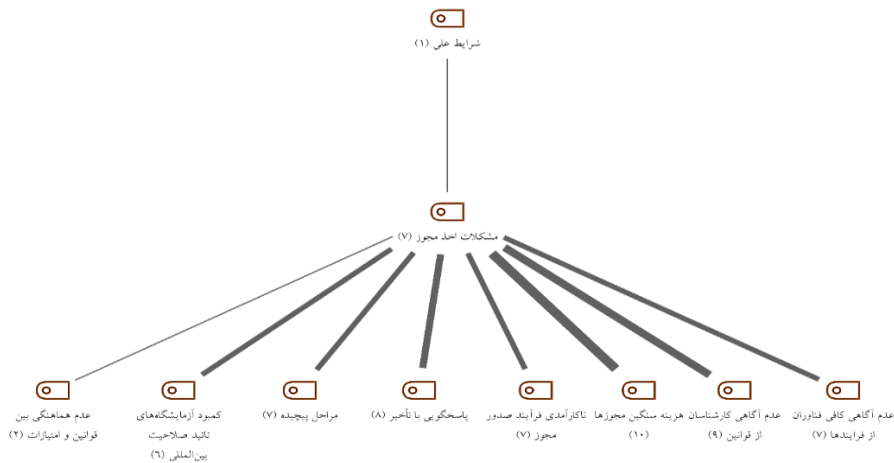 شرایط علی (۱)
مشکلات اخذ مجوز (۷)
عدم آگاهی کافی فناوران
از فرایندها (۷)
عدم آگاهی کارشناسان
از قوانین (۹)
هزینه سنگین مجوزها
(۱۰)
ناکارآمدی فرآیند صدور
مجوز (۷)
پاسخگویی با تأخیر (۸)
مراحل پیچیده (۷)
کمبود آزمایشگاه‌های
تائید صلاحیت
بین‌المللی (۶)
عدم هماهنگی بین
قوانین و امتیازات (۲)